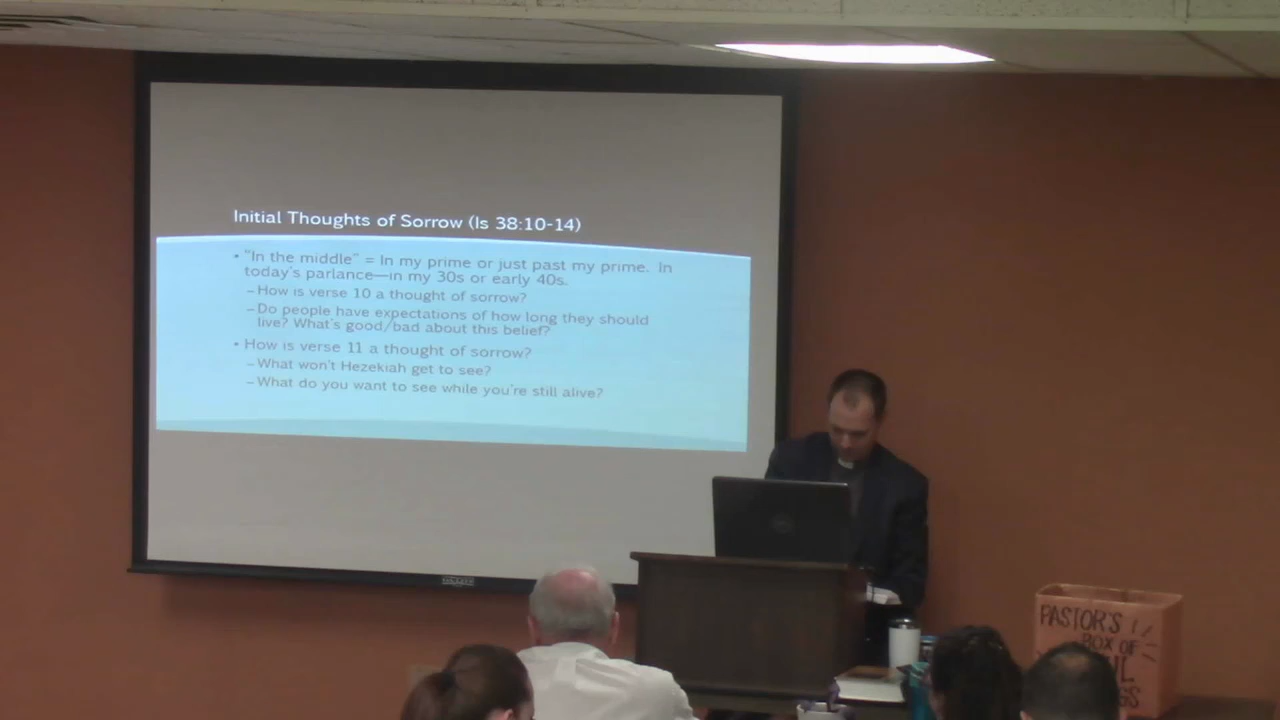 Initial Thoughts of Sorrow (Is 38:10-14)
• "In the middle" = In my prime or just past my prime. In
today's parlance—in my 30s or early 40s.
– How is verse 10 a thought of sorrow?
– Do people have expectations of how long they should
live? What's good/bad about this belief?
• How is verse 11 a thought of sorrow?
– What won't Hezekiah get to see?
– What do you want to see while you're still alive?
PASTOR'S
BOX OF